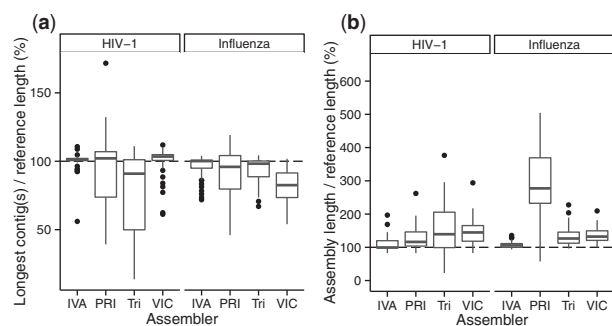 (a)
HIV−1 Influenza
Longest contig(s) / reference length (%)
150
100
50
IVA PRI Tri VIC IVA PRI Tri VIC
Assembler
(b)
HIV−1 Influenza
Assembly length / reference length (%)
600
500
400
300
200
100
0
IVA PRI Tri VIC IVA PRI Tri VIC
Assembler